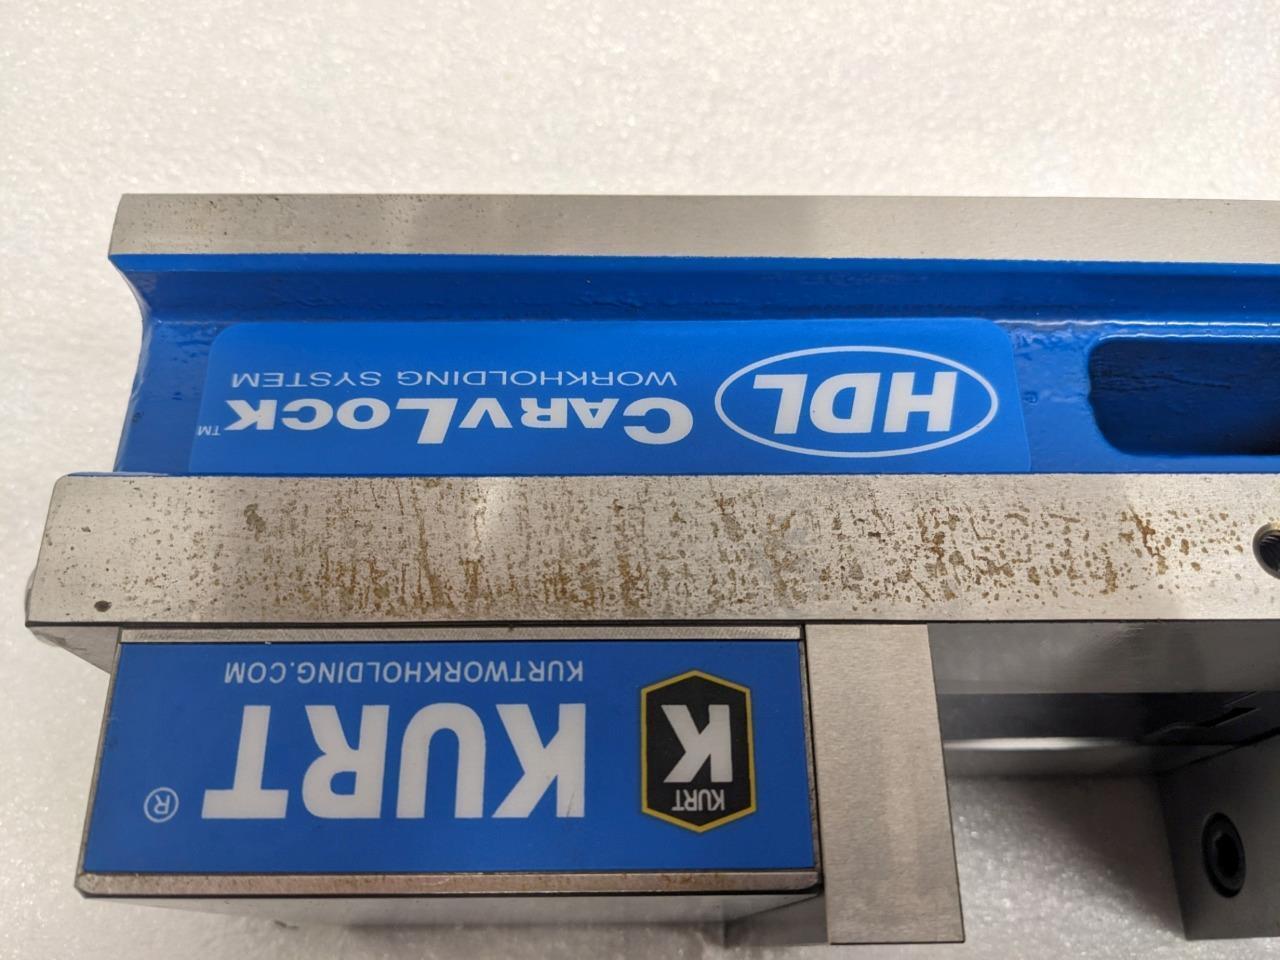 KURT
K
KURT®
KURTWORKHOLDING.COM
HDL
CARVLOCK™
WORKHOLDING SYSTEM